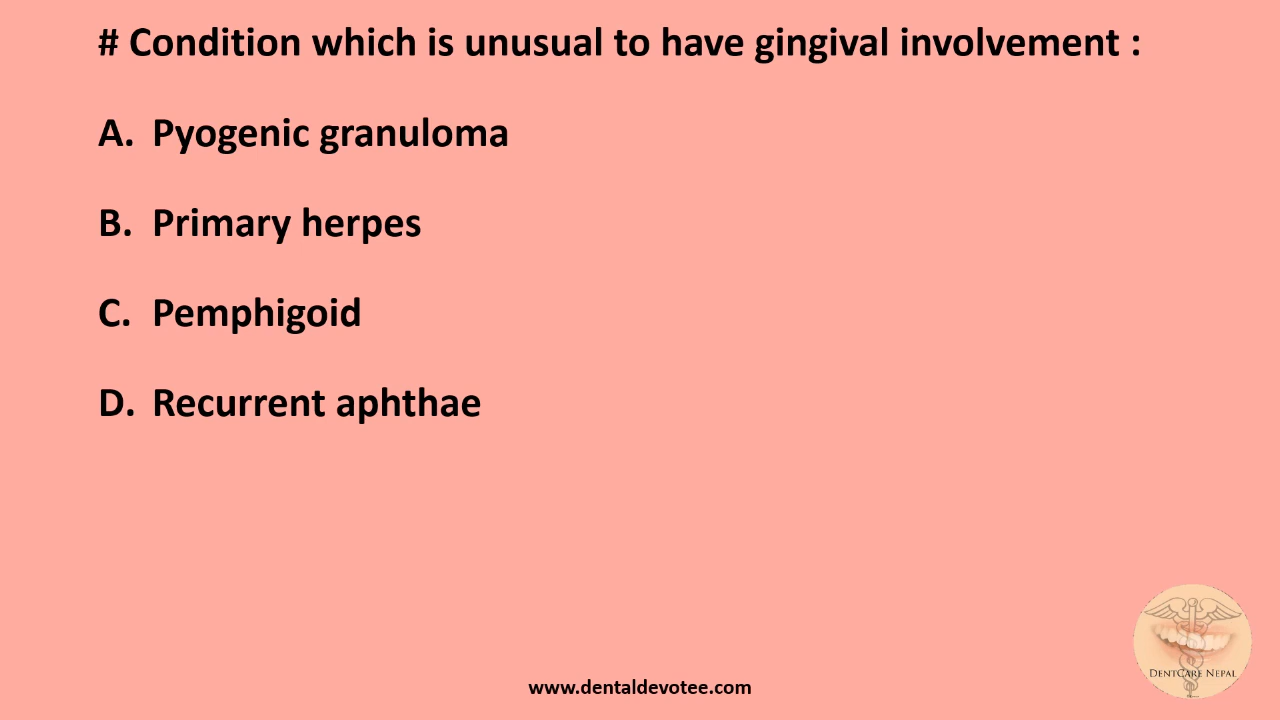 # Condition which is unusual to have gingival involvement :
A. Pyogenic granuloma
B. Primary herpes
C. Pemphigoid
D. Recurrent aphthae
DentCare Nepal
www.dentaldevotee.com